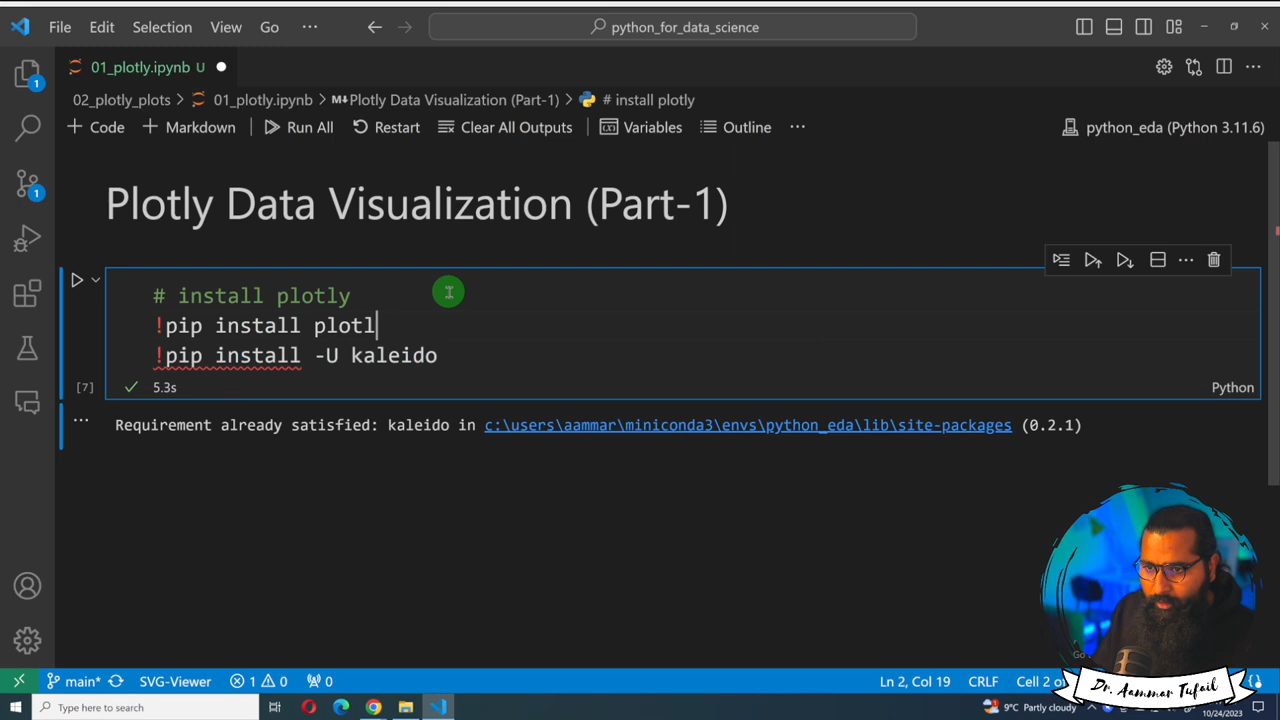 File Edit Selection View Go ··· python_for_data_science
01_plotly.ipynb U
02_plotly_plots > 01_plotly.ipynb > M↓Plotly Data Visualization (Part-1) > # install plotly
+ Code + Markdown Run All Restart Clear All Outputs Variables Outline ··· python_eda (Python 3.11.6)
1
1
Plotly Data Visualization (Part-1)
# install plotly
!pip install plotl
!pip install -U kaleido
[7] 5.3s Python
Requirement already satisfied: kaleido in c:\users\aammar\miniconda3\envs\python_eda\lib\site-packages (0.2.1)
main* SVG-Viewer 1 0 0 Ln 2, Col 19 CRLF Cell 2 o
Dr. Aammar Tufail
Type here to search 9°C Partly cloudy 10/24/2023